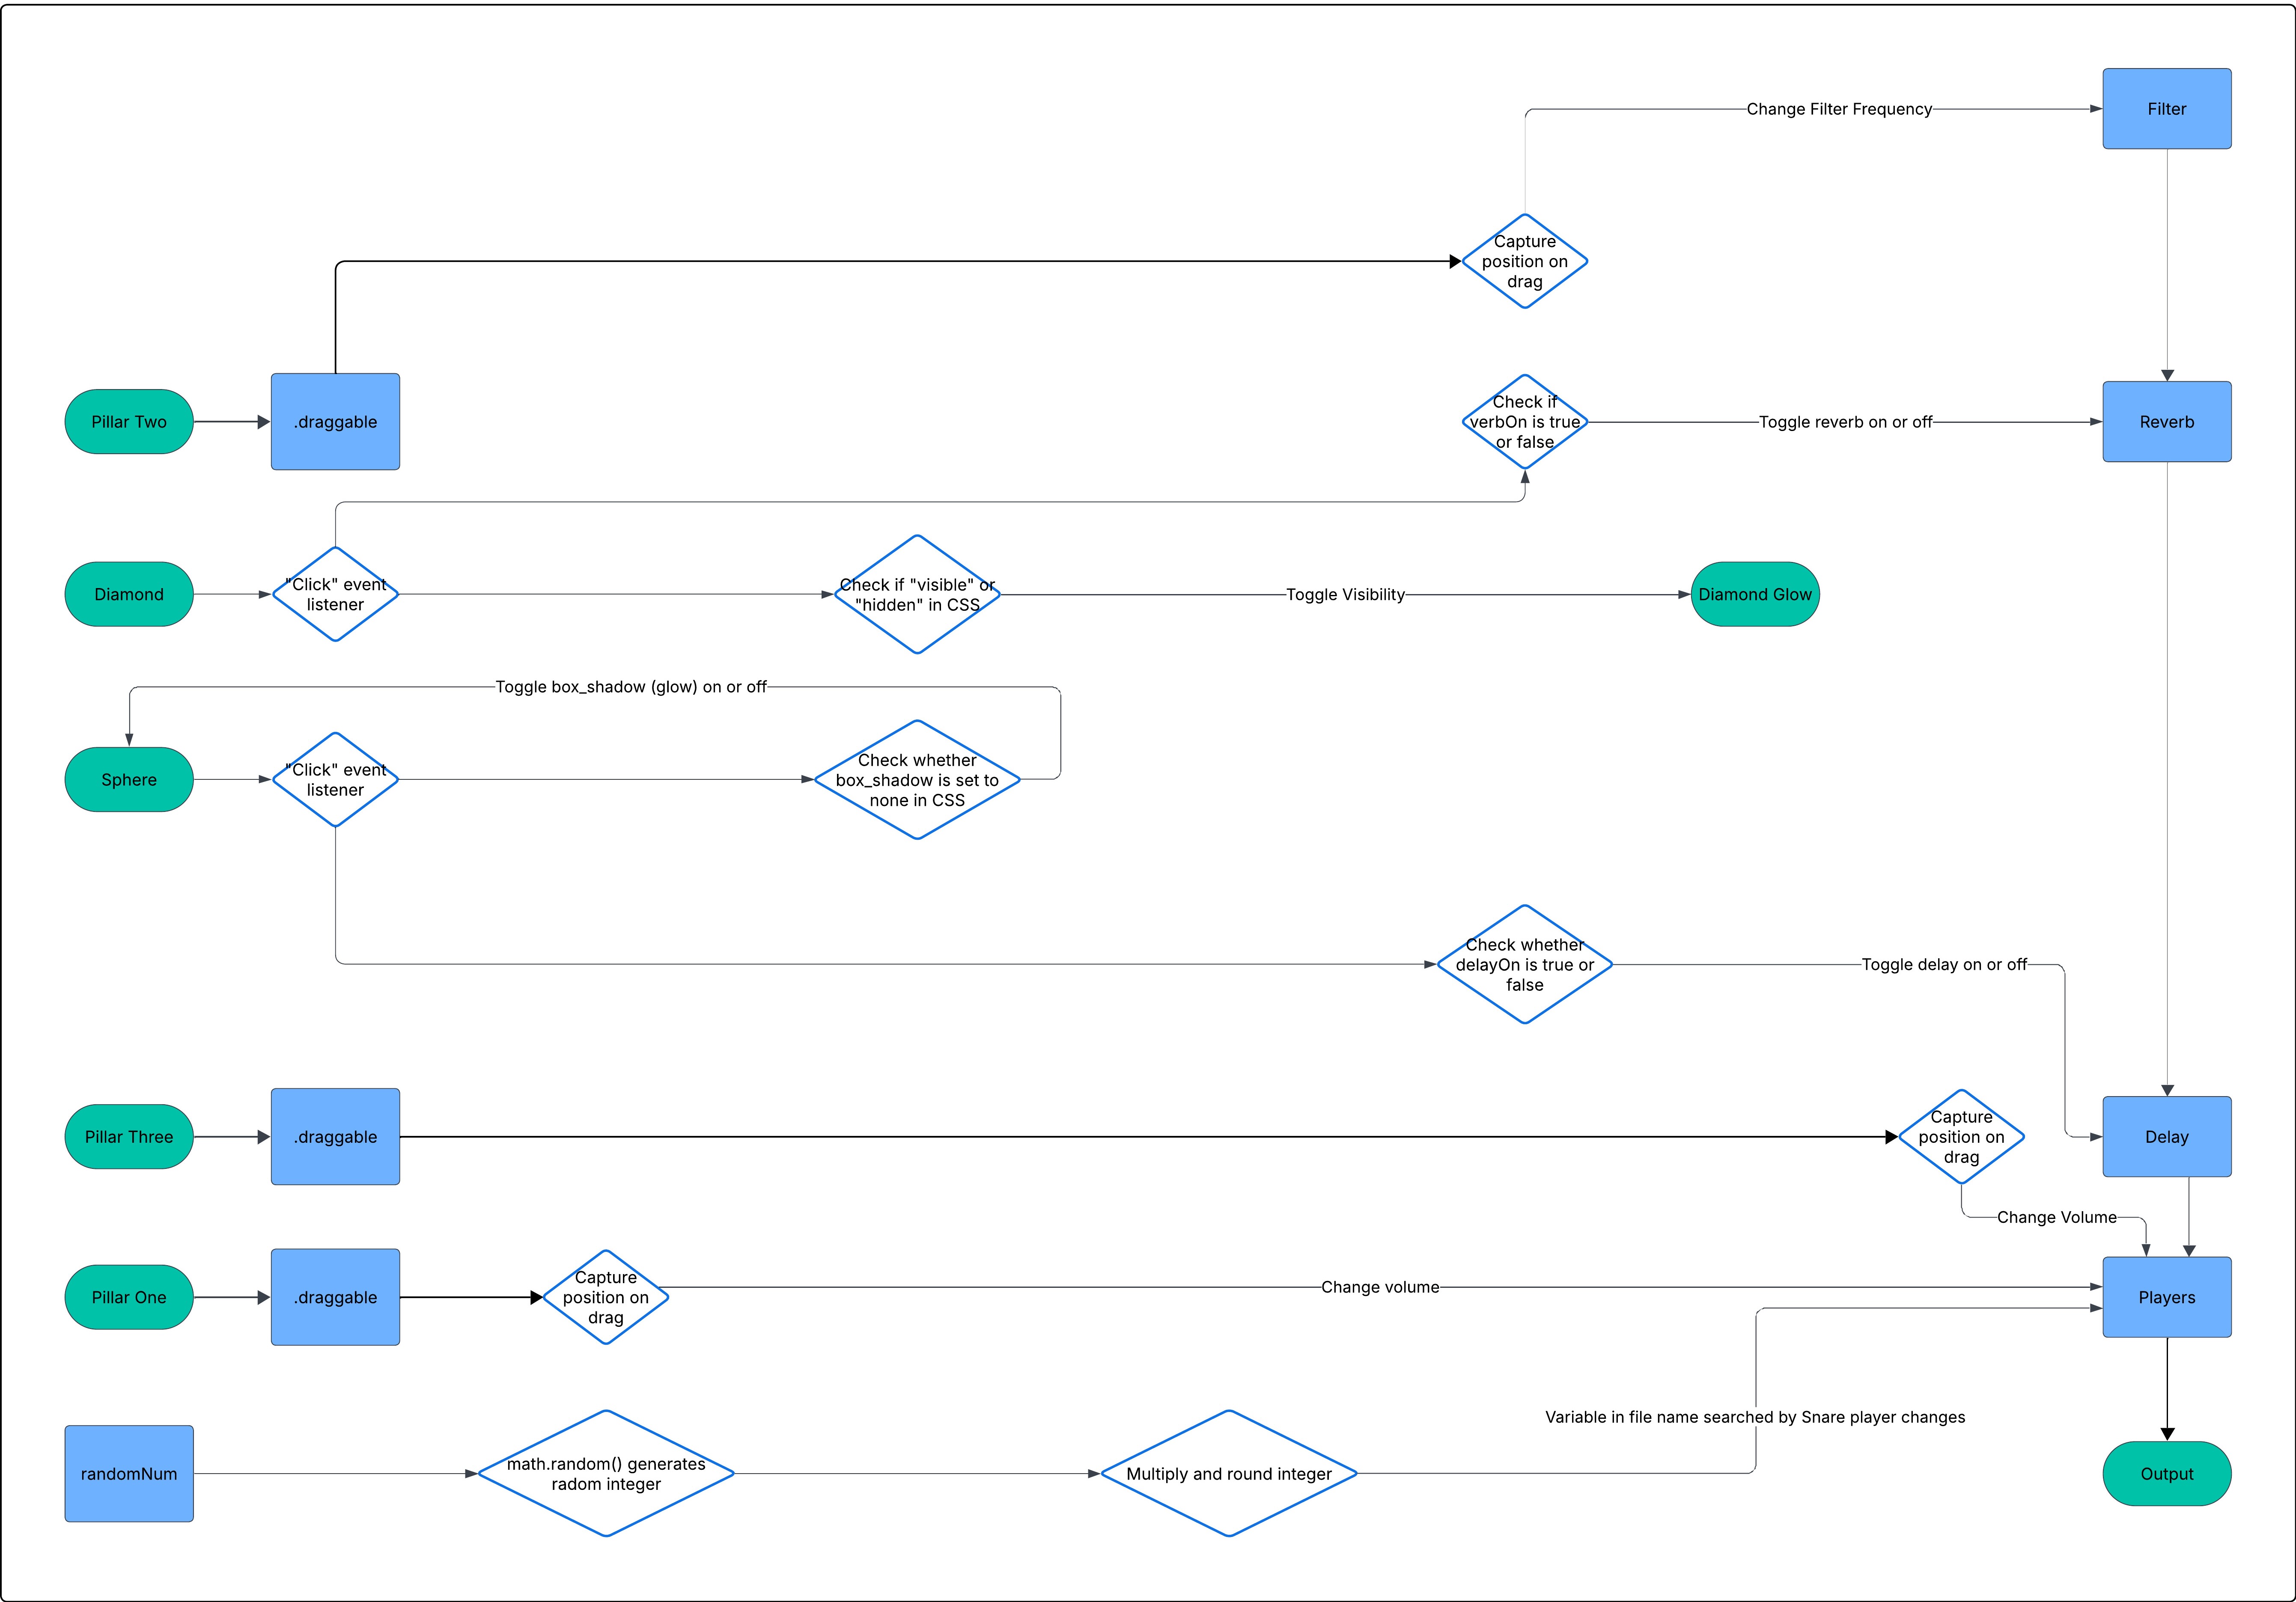 Change Filter Frequency
Filter
Capture
position on
drag
Pillar Two
.draggable
Check if
verbOn is true
or false
Toggle reverb on or off
Reverb
Diamond
"Click" event
listener
Check if "visible" or
"hidden" in CSS
Toggle Visibility
Diamond Glow
Toggle box_shadow (glow) on or off
Sphere
"Click" event
listener
Check whether
box_shadow is set to
none in CSS
Check whether
delayOn is true or
false
Toggle delay on or off
Pillar Three
.draggable
Capture
position on
drag
Delay
Change Volume
Pillar One
.draggable
Capture
position on
drag
Change volume
Players
Variable in file name searched by Snare player changes
randomNum
math.random() generates
radom integer
Multiply and round integer
Output